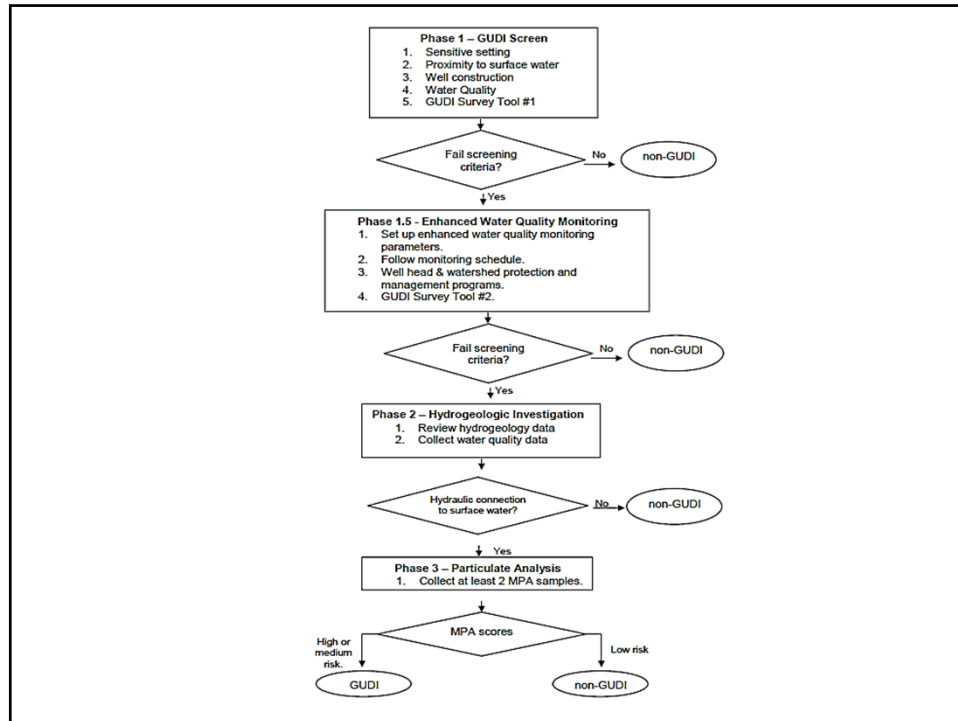 Phase 1 – GUDI Screen
1. Sensitive setting
2. Proximity to surface water
3. Well construction
4. Water Quality
5. GUDI Survey Tool #1
Fail screening
criteria?
No
non-GUDI
Yes
Phase 1.5 - Enhanced Water Quality Monitoring
1. Set up enhanced water quality monitoring
parameters.
2. Follow monitoring schedule.
3. Well head & watershed protection and
management programs.
4. GUDI Survey Tool #2.
Fail screening
criteria?
No
non-GUDI
Yes
Phase 2 – Hydrogeologic Investigation
1. Review hydrogeology data
2. Collect water quality data
Hydraulic connection
to surface water?
No
non-GUDI
Yes
Phase 3 – Particulate Analysis
1. Collect at least 2 MPA samples.
MPA scores
High or
medium
risk.
Low risk
GUDI
non-GUDI